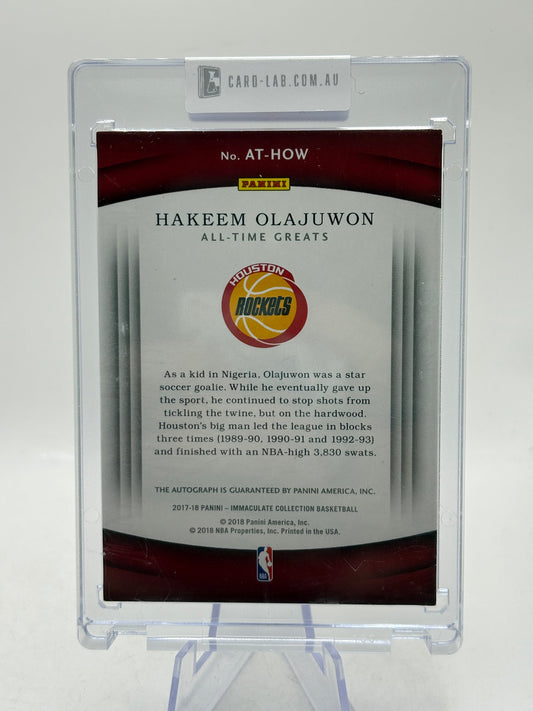 CARD-LAB.COM.AU
No. AT-HOW
PANINI
HAKEEM OLAJUWON
ALL-TIME GREATS
HOUSTON
ROCKETS
As a kid in Nigeria, Olajuwon was a star
soccer goalie. While he eventually gave up
the sport, he continued to stop shots from
tickling the twine, but on the hardwood.
Houston's big man led the league in blocks
three times (1989-90, 1990-91 and 1992-93)
and finished with an NBA-high 3,830 swats.
THE AUTOGRAPH IS GUARANTEED BY PANINI AMERICA, INC.
2017-18 PANINI – IMMACULATE COLLECTION BASKETBALL
© 2018 Panini America, Inc.
© 2018 NBA Properties, Inc. Printed in the USA.
NBA